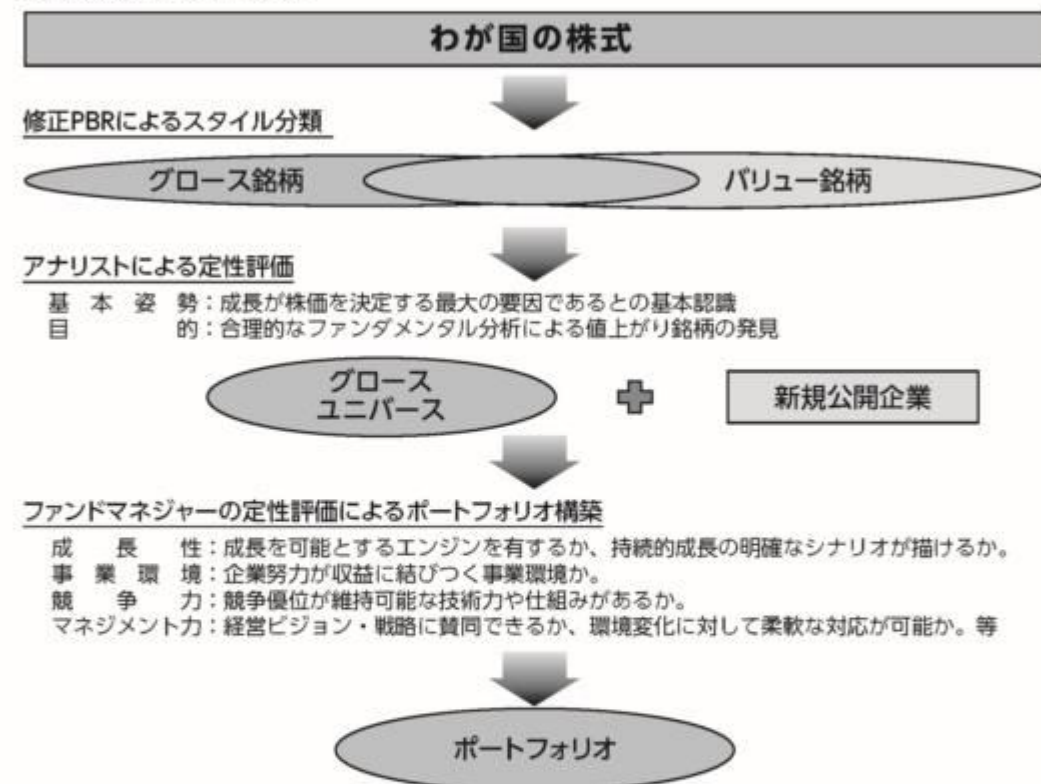 わが国の株式
修正PBRによるスタイル分類
グロース銘柄
バリュー銘柄
アナリストによる定性評価
基本姿勢：成長が株価を決定する最大の要因であるとの基本認識
目的：合理的なファンダメンタル分析による値上がり銘柄の発見
グロース
ユニバース
新規公開企業
ファンドマネジャーの定性評価によるポートフォリオ構築
成長性：成長を可能とするエンジンを有するか、持続的成長の明確なシナリオが描けるか。
事業環境：企業努力が収益に結びつく事業環境か。
競争力：競争優位が維持可能な技術力や仕組みがあるか。
マネジメント力：経営ビジョン・戦略に賛同できるか、環境変化に対して柔軟な対応が可能か。等
ポートフォリオ